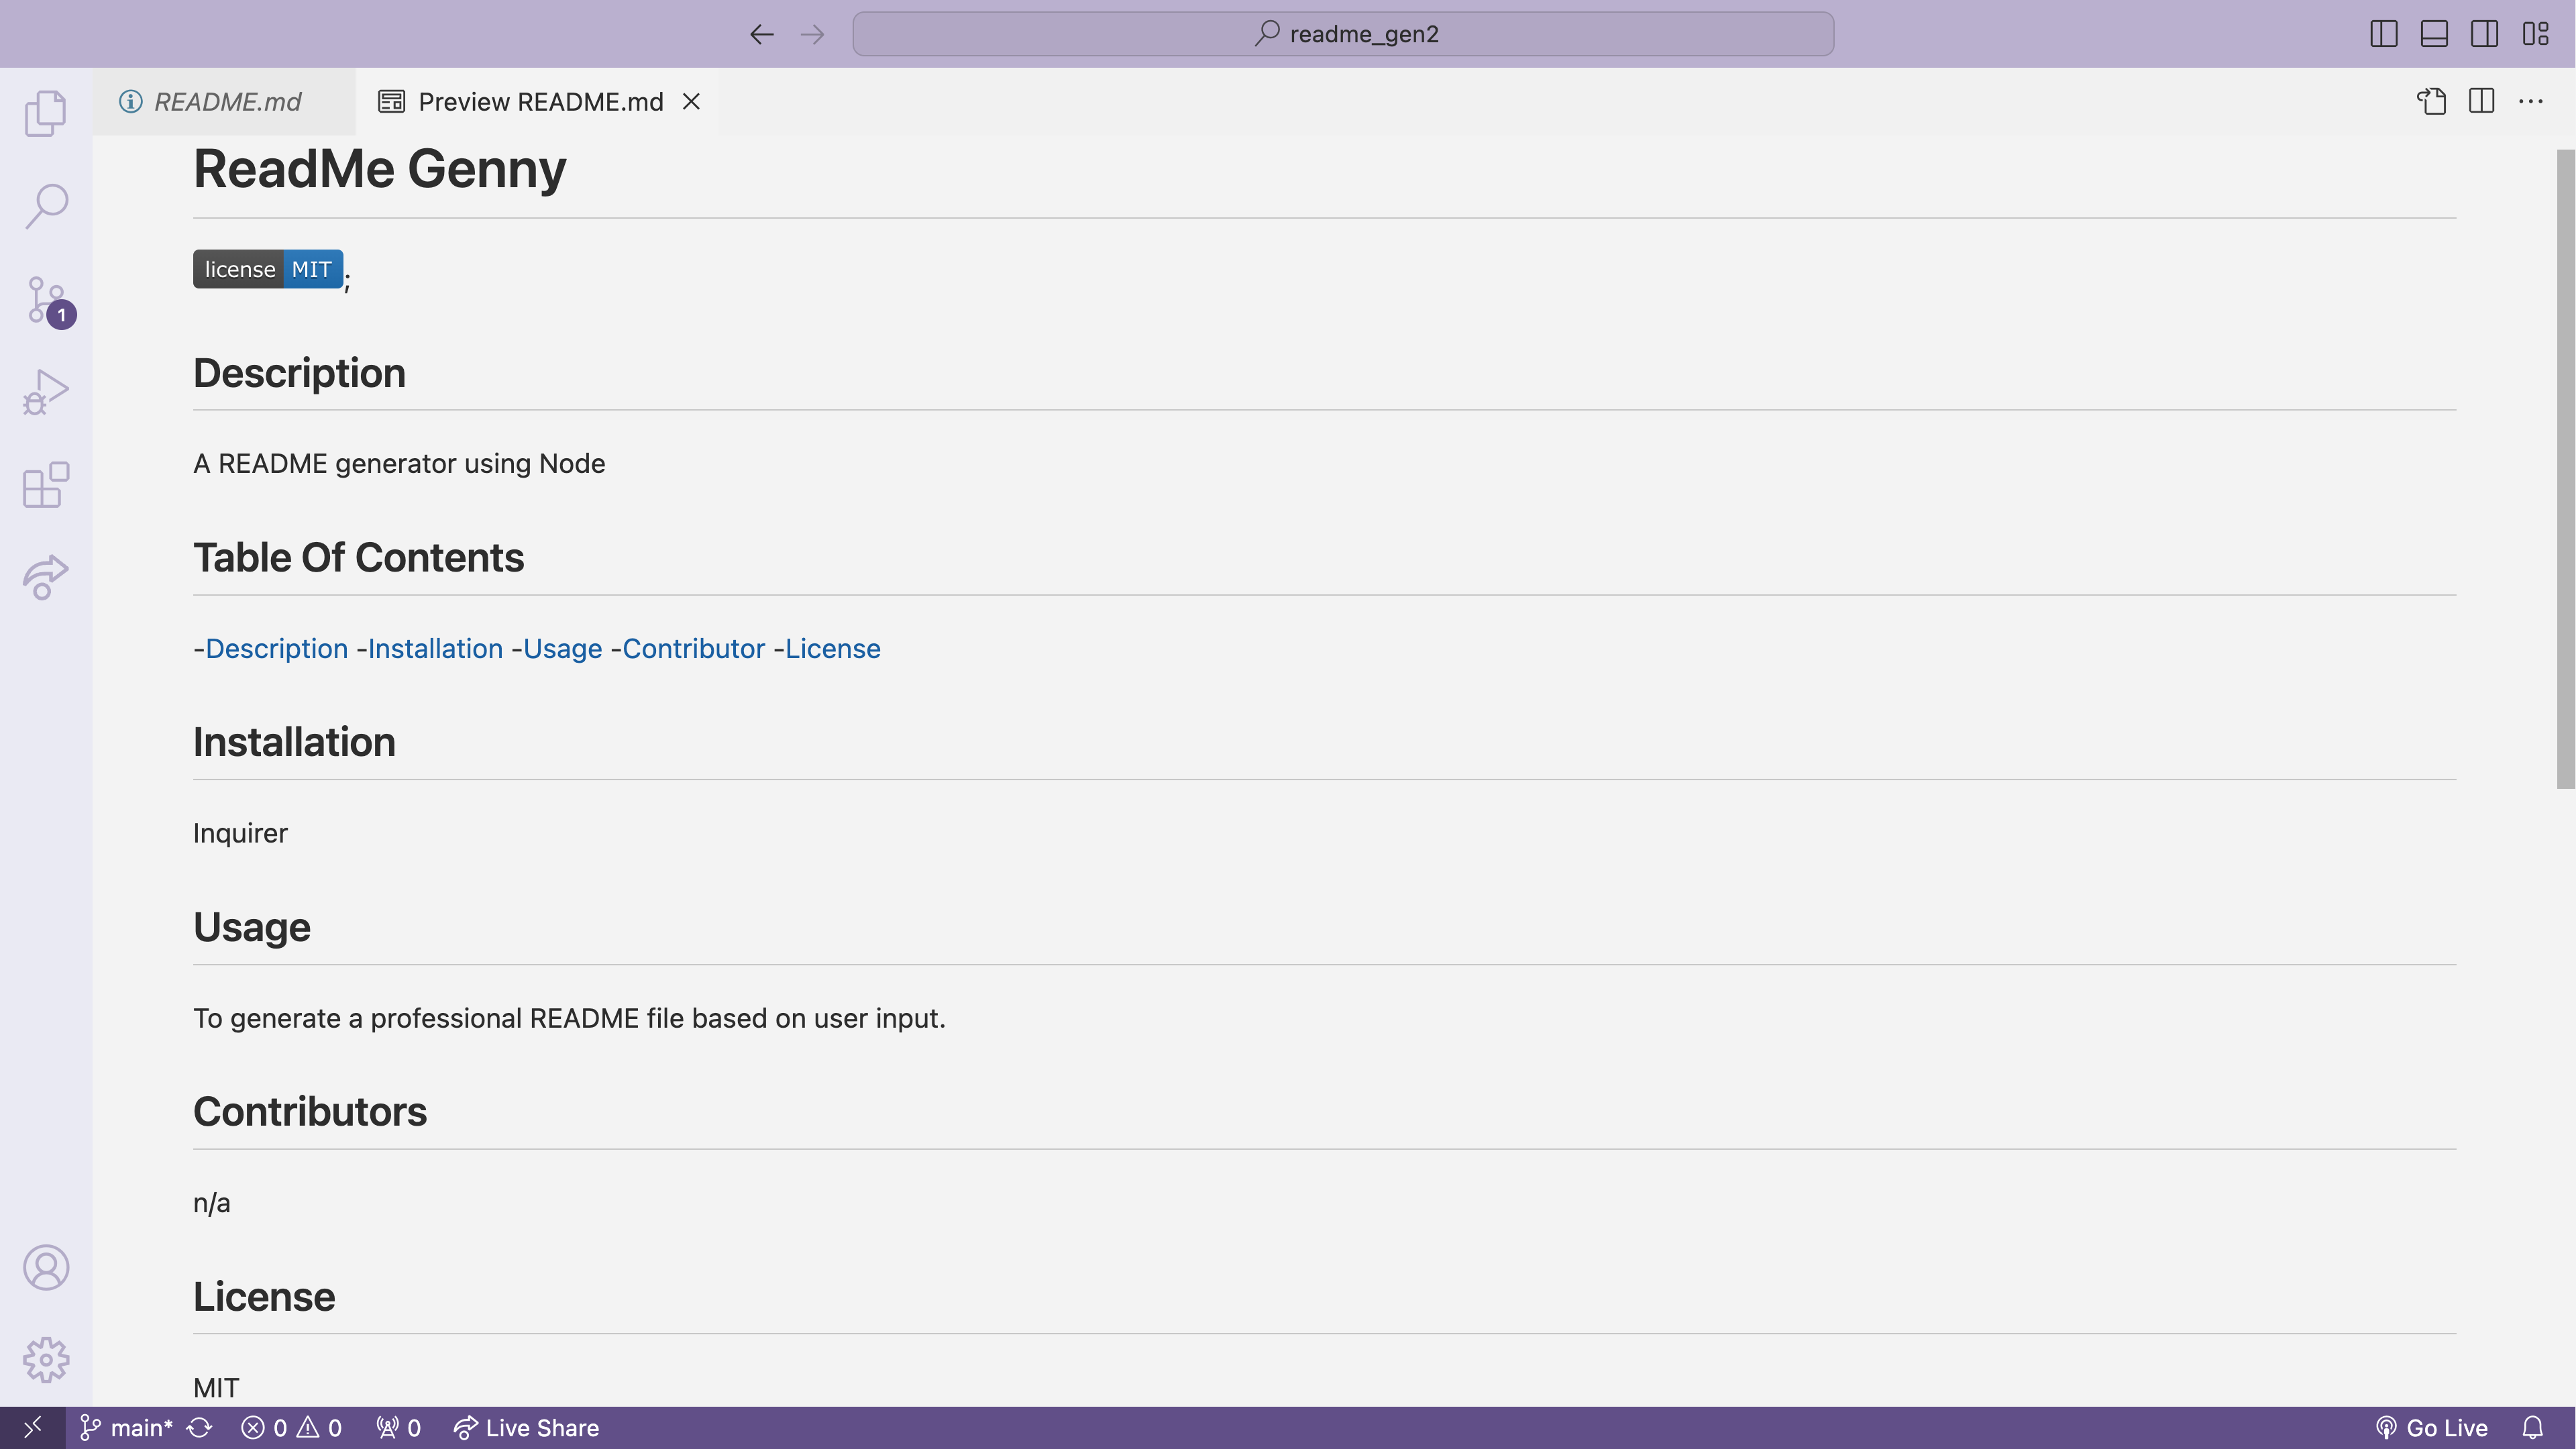 readme_gen2
README.md
Preview README.md
ReadMe Genny
license MIT ;
Description
A README generator using Node
Table Of Contents
-Description -Installation -Usage -Contributor -License
Installation
Inquirer
Usage
To generate a professional README file based on user input.
Contributors
n/a
License
MIT
1
main* 0 0 0 Live Share Go Live